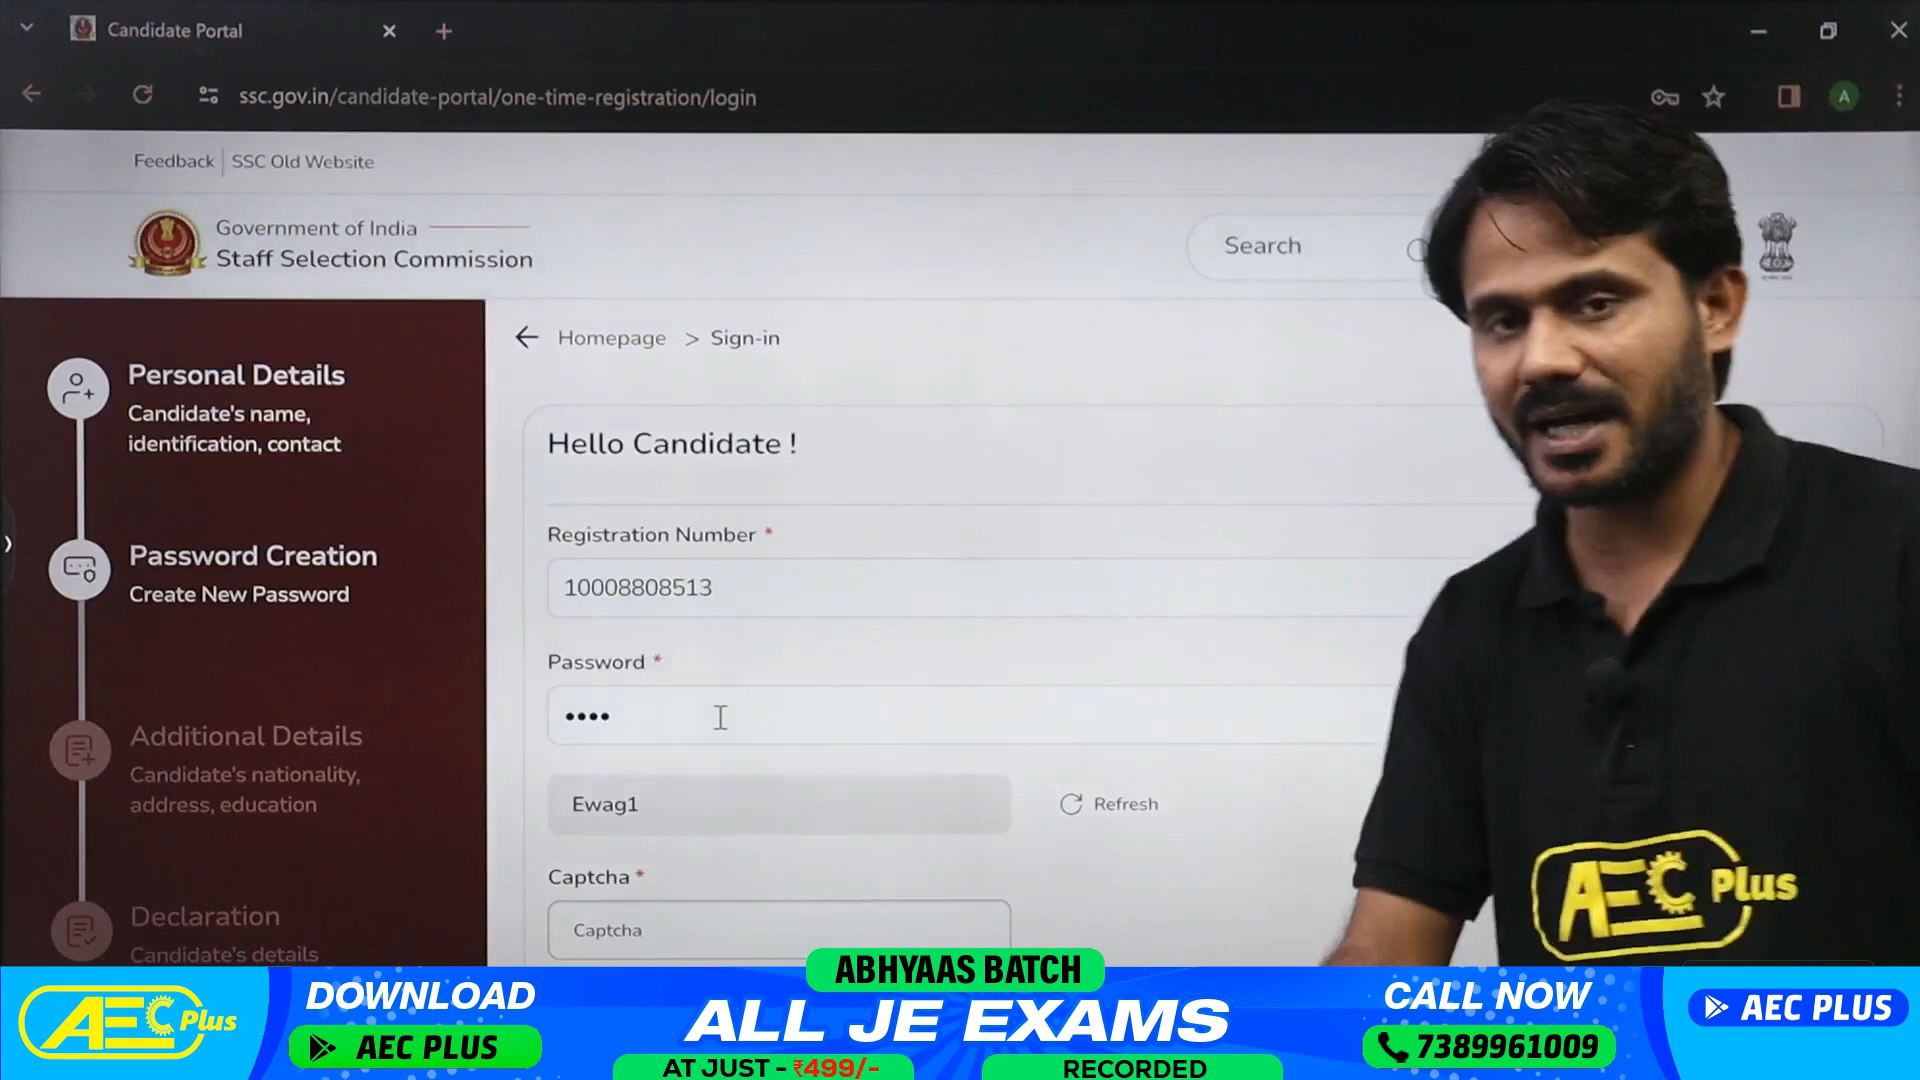 Candidate Portal
ssc.gov.in/candidate-portal/one-time-registration/login
A
Feedback | SSC Old Website
Government of India
Staff Selection Commission
Search
Personal Details
Candidate's name,
identification, contact
Password Creation
Create New Password
Additional Details
Candidate's nationality,
address, education
Declaration
Candidate's details
Homepage > Sign-in
Hello Candidate !
Registration Number *
10008808513
Password *
••••
Ewag1
Refresh
Captcha *
Captcha
AEC Plus
AEC Plus
DOWNLOAD
AEC PLUS
ABHYAAS BATCH
ALL JE EXAMS
AT JUST - ₹499/-
RECORDED
CALL NOW
7389961009
AEC PLUS